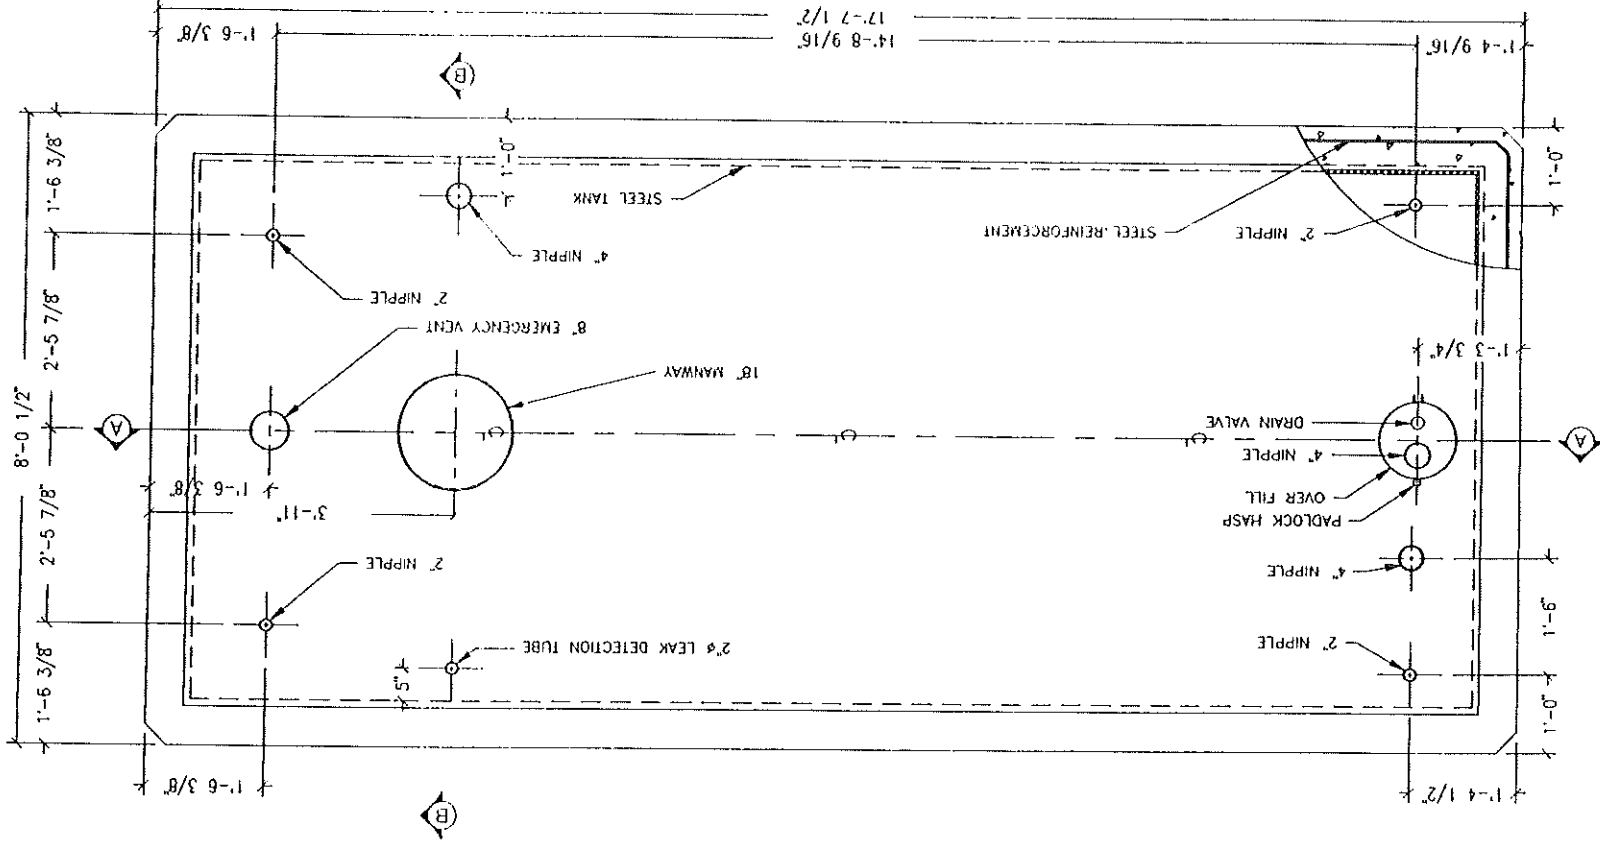 1'-4 1/2"
B
1'-6 3/8"
1'-0"
2" NIPPLE
2"ø LEAK DETECTION TUBE
5"
1'-6 3/8"
1'-6"
4" NIPPLE
2" NIPPLE
2'-5 7/8"
PADLOCK HASP
OVER FILL
4" NIPPLE
DRAIN VALVE
3'-11"
1'-6 3/8"
A
CL
CL
CL
A
8'-0 1/2"
1'-3 3/4"
18" MANWAY
8" EMERGENCY VENT
2'-5 7/8"
2" NIPPLE
4" NIPPLE
2" NIPPLE
STEEL REINFORCEMENT
STEEL TANK
1'-0"
1'-0"
1'-6 3/8"
B
1'-4 9/16"
14'-8 9/16"
1'-6 3/8"
17'-7 1/2"